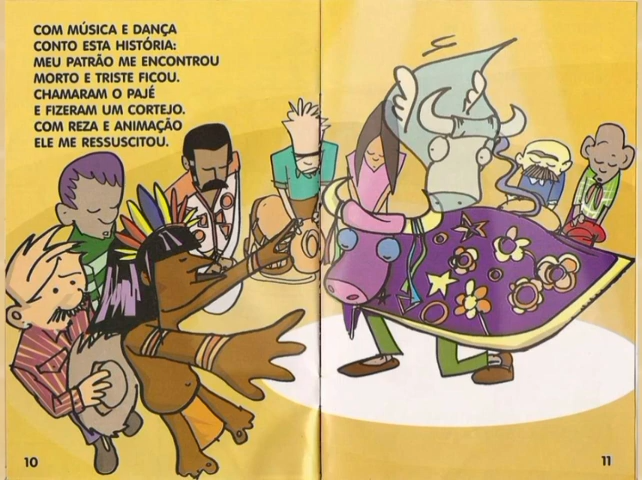 COM MÚSICA E DANÇA
CONTO ESTA HISTÓRIA:
MEU PATRÃO ME ENCONTROU
MORTO E TRISTE FICOU.
CHAMARAM O PAJÉ
E FIZERAM UM CORTEJO.
COM REZA E ANIMAÇÃO
ELE ME RESSUSCITOU.
10
11